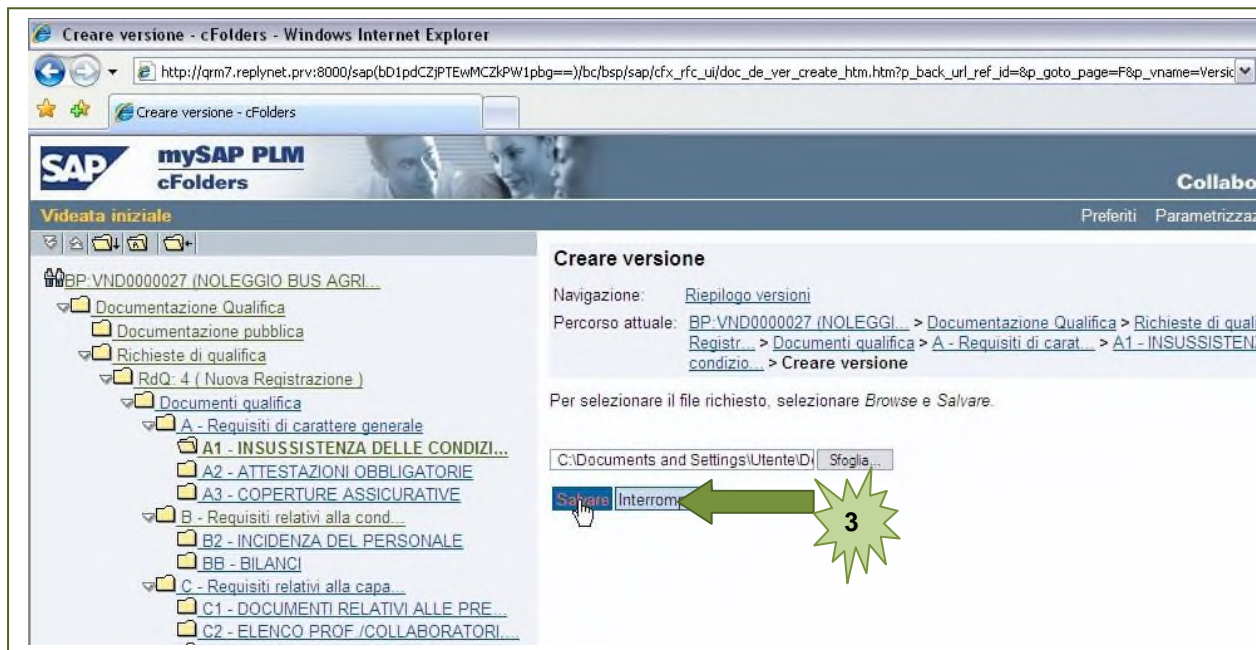 Creare versione - cFolders - Windows Internet Explorer
http://qrm7.replynet.prv:8000/sap(bD1pdCZjPTEwMCZkPW1pbg==)/bc/bsp/sap/cfx_rfc_ui/doc_de_ver_create_htm.htm?p_back_url_ref_id=&p_goto_page=F&p_vname=Versic
Creare versione - cFolders
SAP
mySAP PLM
cFolders
Collabo
Videata iniziale
Preferiti Parametrizzaz
BP:VND0000027 (NOLEGGIO BUS AGRI...
Documentazione Qualifica
Documentazione pubblica
Richieste di qualifica
RdQ: 4 ( Nuova Registrazione )
Documenti qualifica
A - Requisiti di carattere generale
A1 - INSUSSISTENZA DELLE CONDIZI...
A2 - ATTESTAZIONI OBBLIGATORIE
A3 - COPERTURE ASSICURATIVE
B - Requisiti relativi alla cond...
B2 - INCIDENZA DEL PERSONALE
BB - BILANCI
C - Requisiti relativi alla capa...
C1 - DOCUMENTI RELATIVI ALLE PRE...
C2 - ELENCO PROF./COLLABORATORI....
Creare versione
Navigazione: Riepilogo versioni
Percorso attuale: BP:VND0000027 (NOLEGGI... > Documentazione Qualifica > Richieste di qual
Registr... > Documenti qualifica > A - Requisiti di carat... > A1 - INSUSSISTEN
condizio... > Creare versione
Per selezionare il file richiesto, selezionare Browse e Salvare.
C:\Documents and Settings\Utente\D Sfoglia...
Salvare Interrom
3